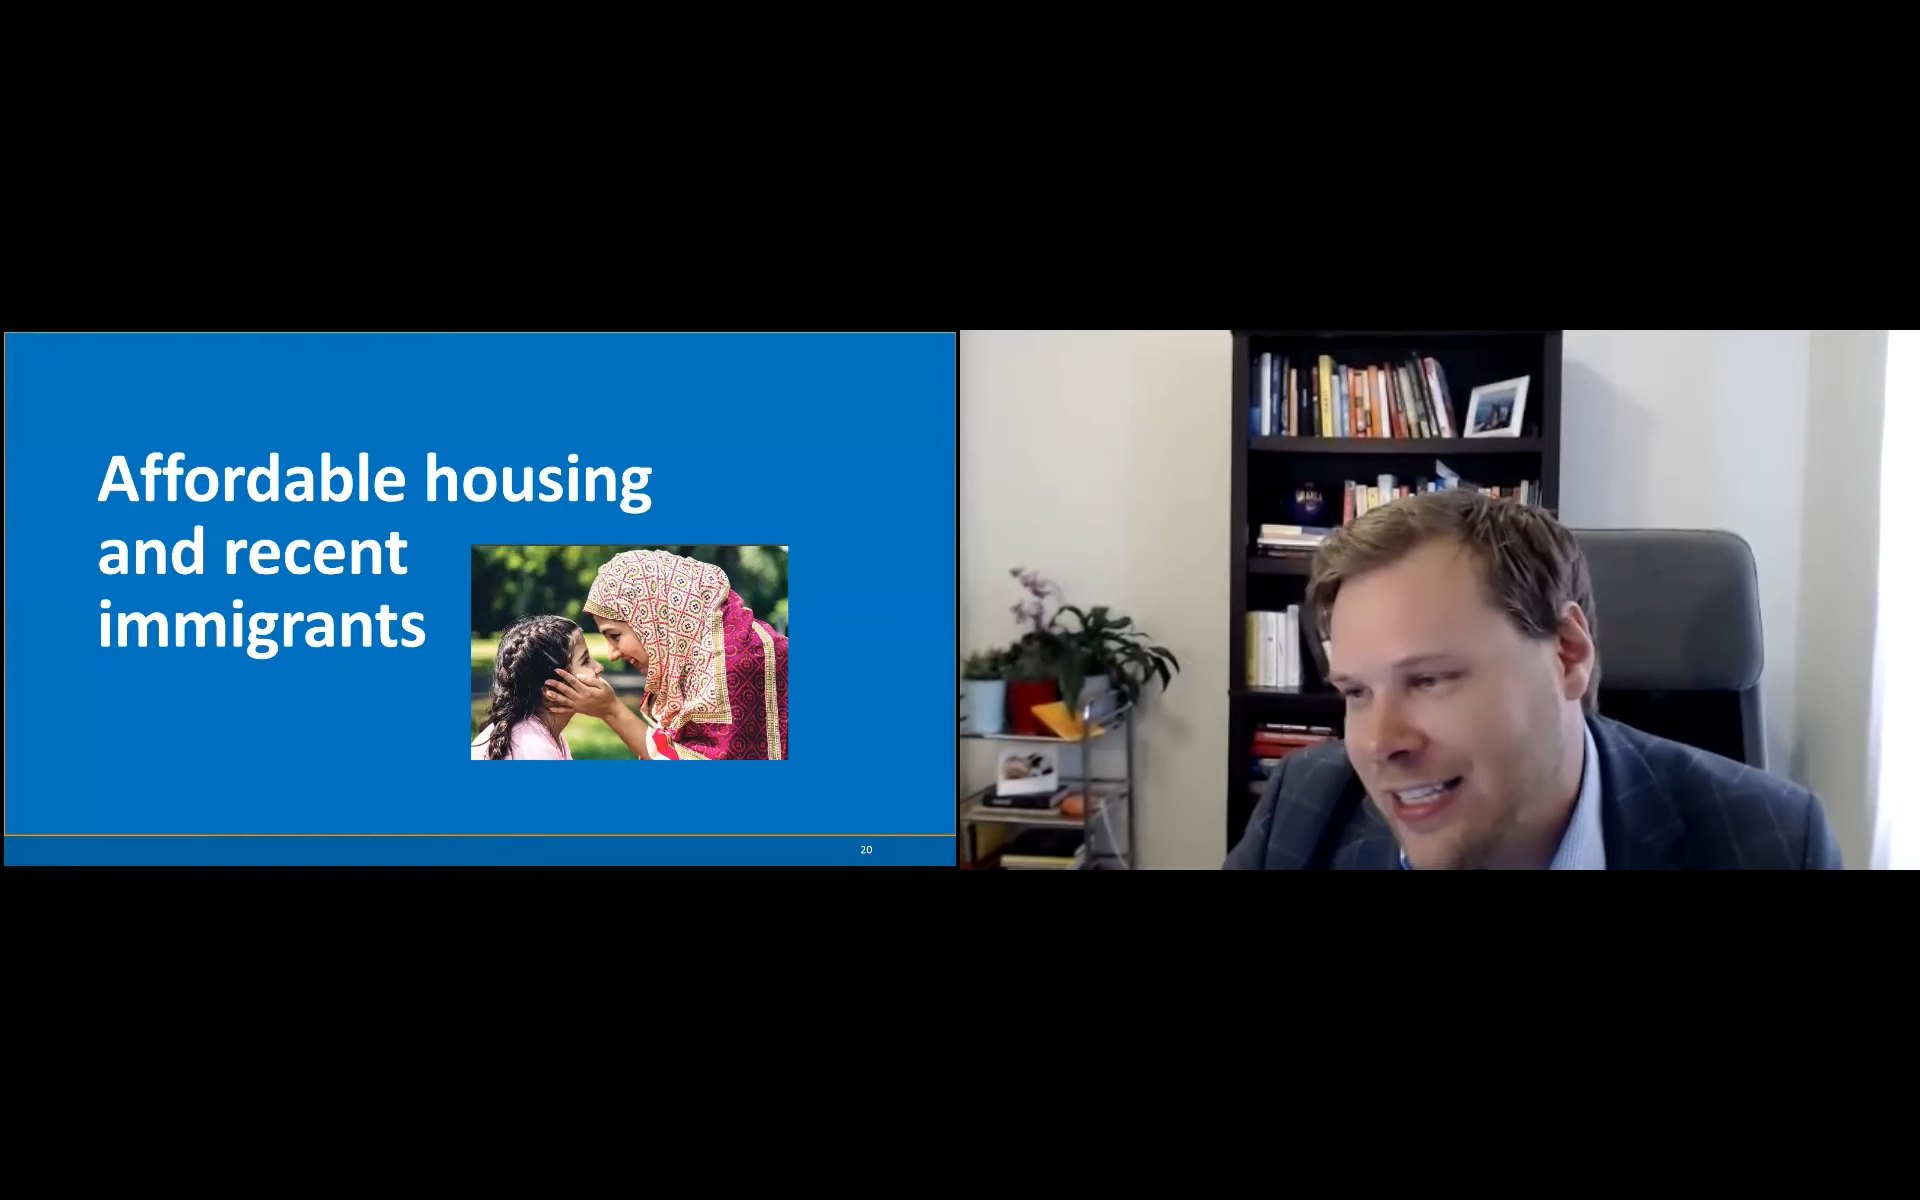 Affordable housing
and recent
immigrants
20